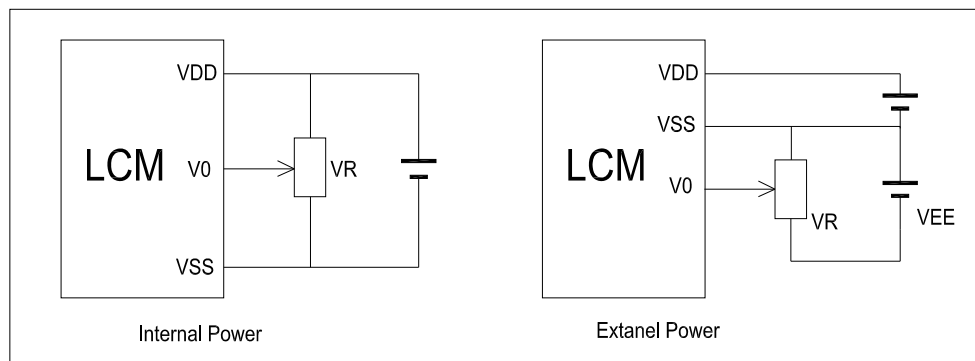 VDD
LCM
V0
VR
VSS
Internal Power
VDD
VSS
LCM
V0
VR
VEE
Extanel Power